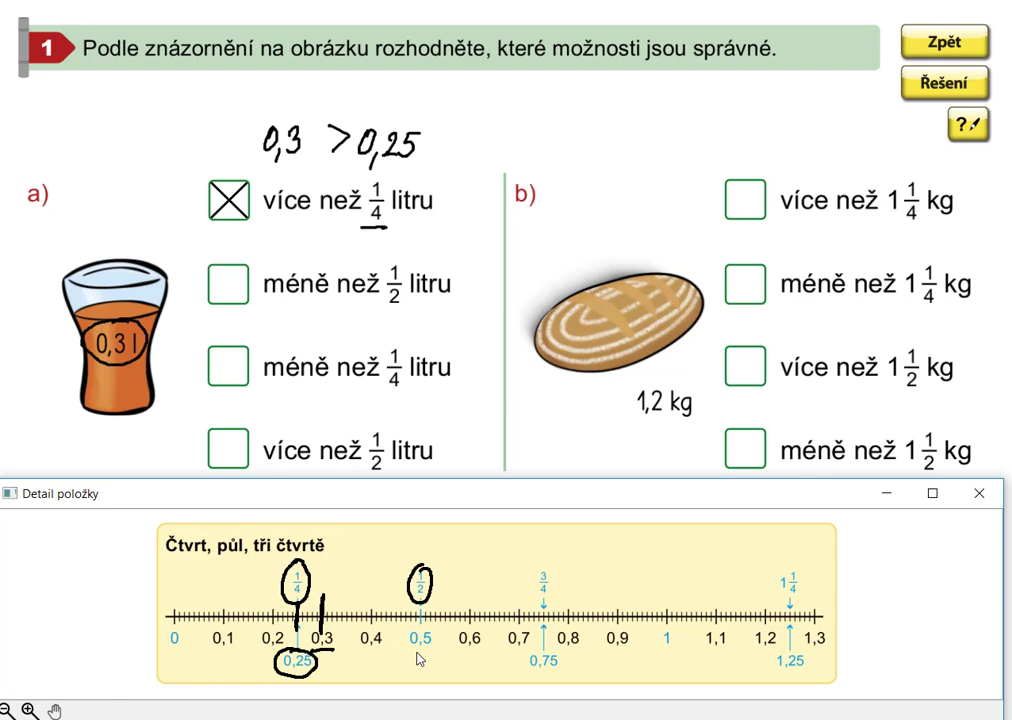 1 Podle znázornění na obrázku rozhodněte, které možnosti jsou správné.
Zpět
Řešení
?
0,3 > 0,25
a)
více než 1/4 litru
méně než 1/2 litru
méně než 1/4 litru
více než 1/2 litru
0,3 l
b)
více než 1 1/4 kg
méně než 1 1/4 kg
více než 1 1/2 kg
méně než 1 1/2 kg
1,2 kg
Detail položky
Čtvrt, půl, tři čtvrtě
1/4 1/2 3/4 1 1/4
0 0,1 0,2 0,3 0,4 0,5 0,6 0,7 0,8 0,9 1 1,1 1,2 1,3
0,25 0,75 1,25